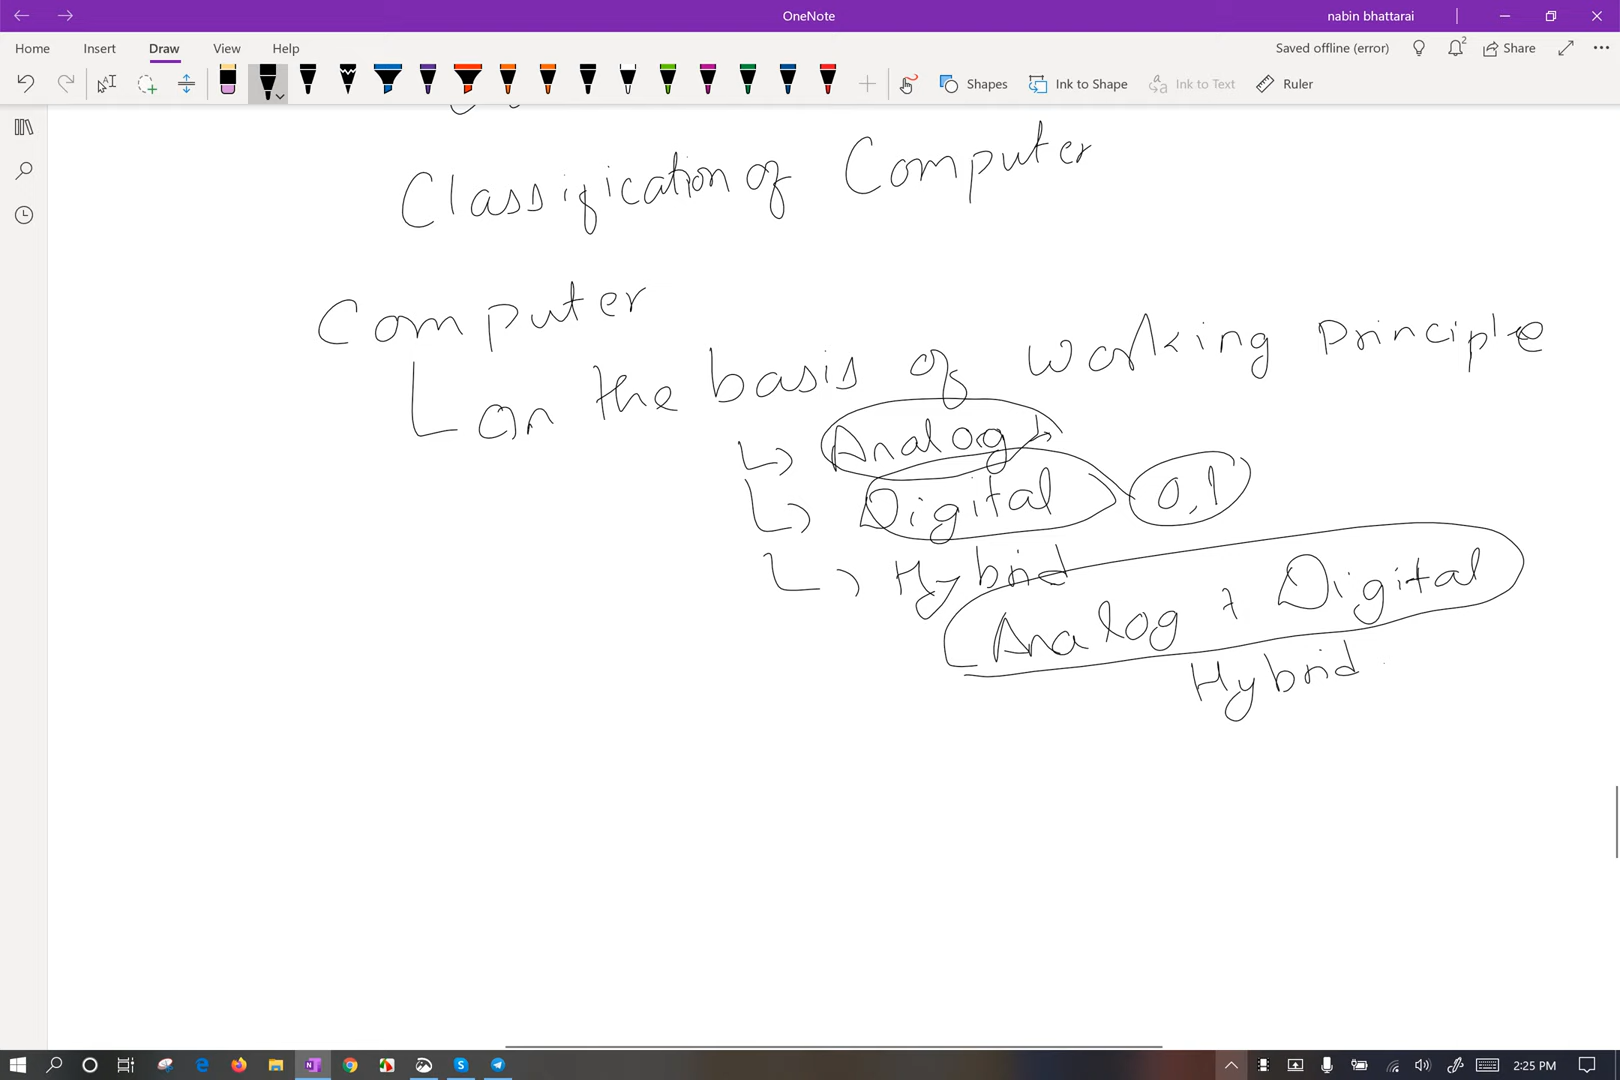 OneNote
nabin bhattarai
Home Insert Draw View Help
Saved offline (error)
2
Share
Shapes
Ink to Shape
Ink to Text
Ruler
Classification of Computer
Computer
on the basis of working principle
Analog
Digital 0,1
Hybrid
Analog + Digital
Hybrid
2:25 PM